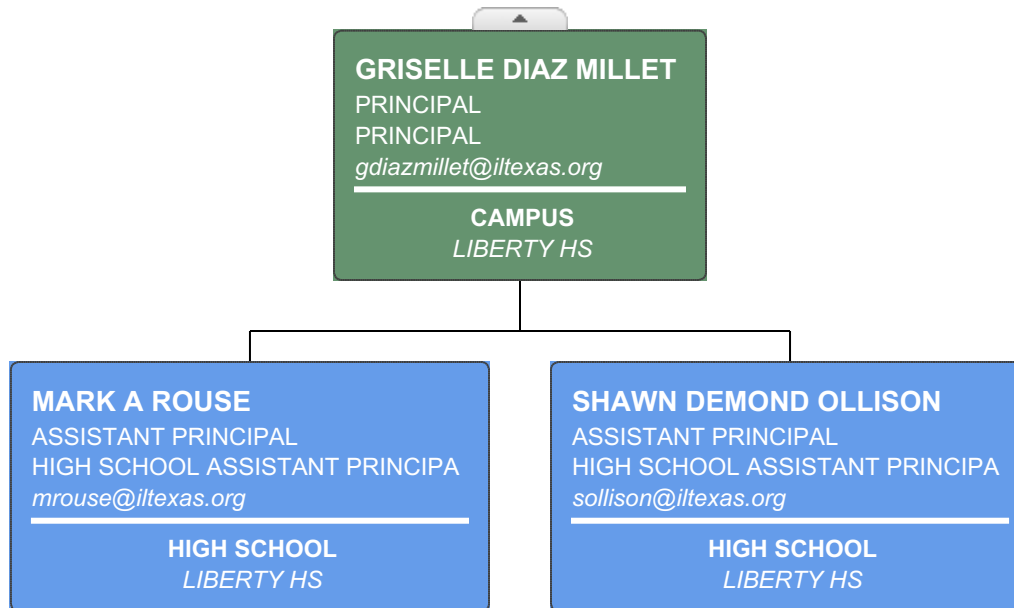 GRISELLE DIAZ MILLET
PRINCIPAL
PRINCIPAL
gdiazmillet@iltexas.org
CAMPUS
LIBERTY HS
MARK A ROUSE
ASSISTANT PRINCIPAL
HIGH SCHOOL ASSISTANT PRINCIPA
mrouse@iltexas.org
HIGH SCHOOL
LIBERTY HS
SHAWN DEMOND OLLISON
ASSISTANT PRINCIPAL
HIGH SCHOOL ASSISTANT PRINCIPA
sollison@iltexas.org
HIGH SCHOOL
LIBERTY HS